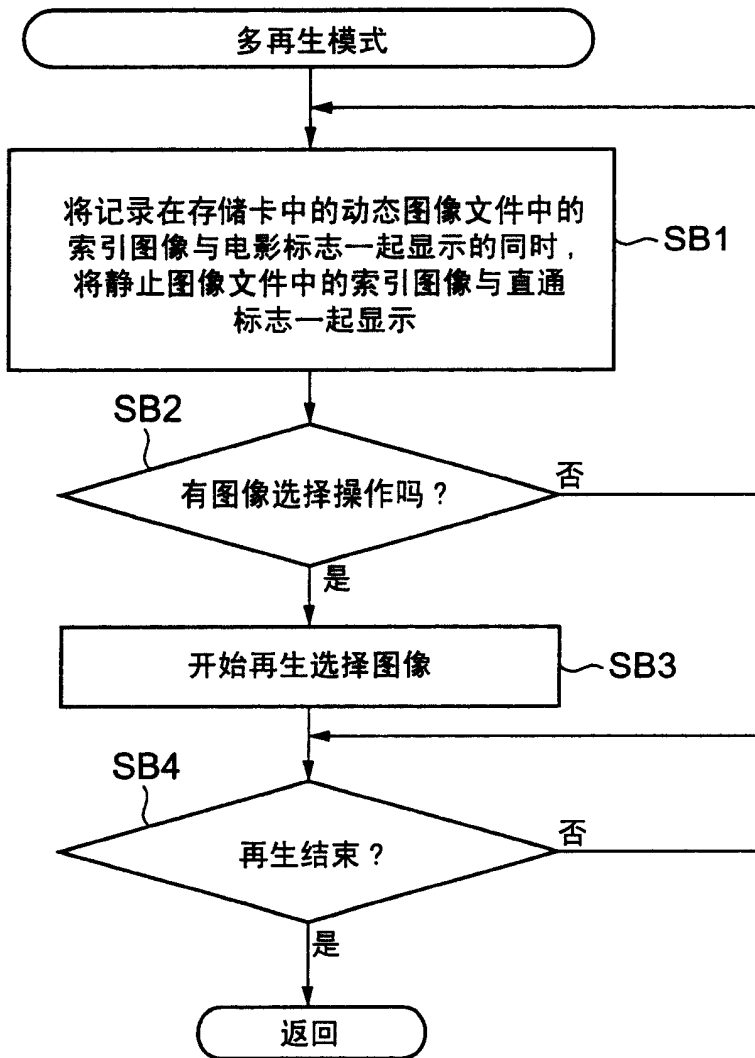 多再生模式
将记录在存储卡中的动态图像文件中的
索引图像与电影标志一起显示的同时，
将静止图像文件中的索引图像与直通
标志一起显示
SB1
SB2
有图像选择操作吗？
否
是
开始再生选择图像
SB3
SB4
再生结束？
否
是
返回